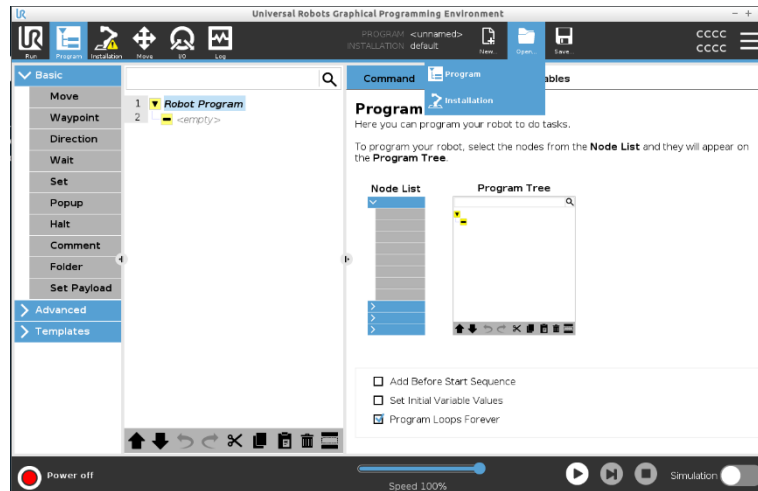 UR
Universal Robots Graphical Programming Environment
UR
Run
Program
Installation
Move
I/O
Log
PROGRAM <unnamed>
INSTALLATION default
New...
Open...
Save...
CCCC
CCCC
Basic
Move
Waypoint
Direction
Wait
Set
Popup
Halt
Comment
Folder
Set Payload
Advanced
Templates
1 Robot Program
2 <empty>
Command
Program
Installation
ables
Program
Here you can program your robot to do tasks.
To program your robot, select the nodes from the Node List and they will appear on
the Program Tree.
Node List
Program Tree
Add Before Start Sequence
Set Initial Variable Values
Program Loops Forever
Power off
Speed 100%
Simulation